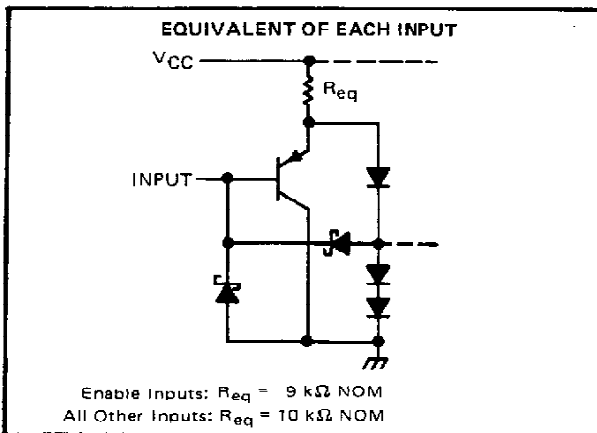 EQUIVALENT OF EACH INPUT
VCC
Req
INPUT
Enable Inputs: Req = 9 kΩ NOM
All Other Inputs: Req = 10 kΩ NOM